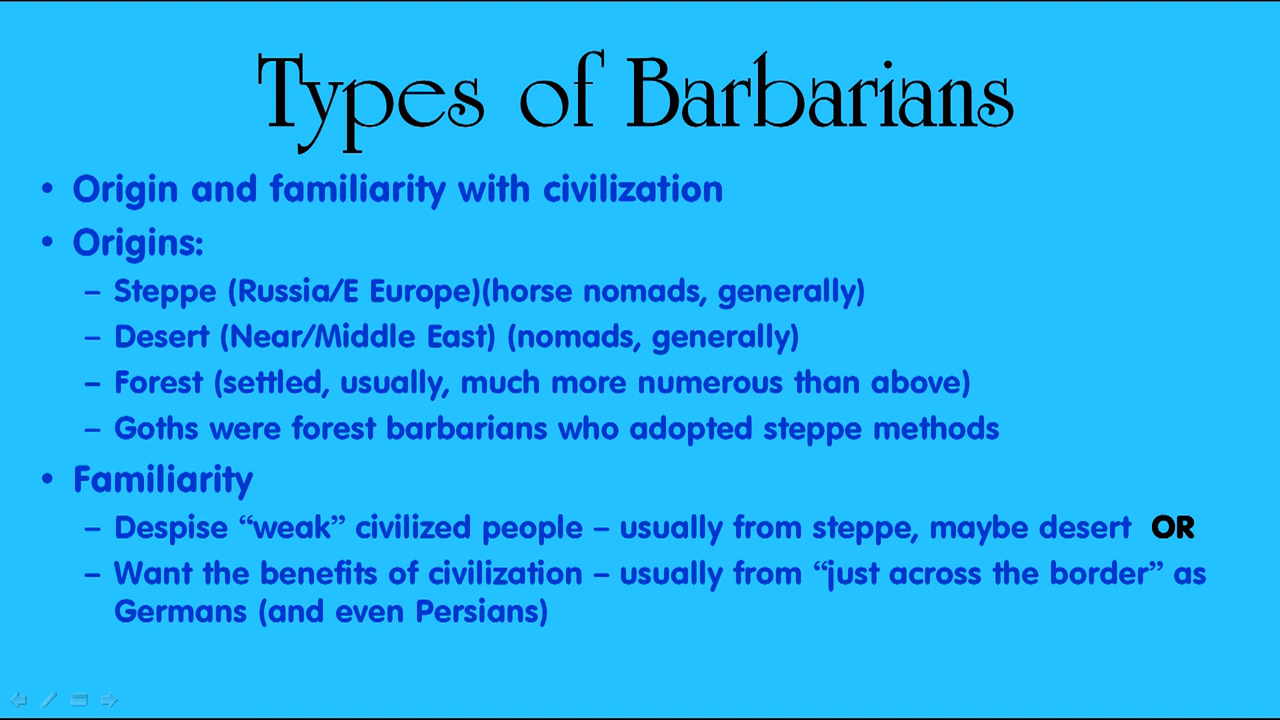 Types of Barbarians
• Origin and familiarity with civilization
• Origins:
– Steppe (Russia/E Europe)(horse nomads, generally)
– Desert (Near/Middle East) (nomads, generally)
– Forest (settled, usually, much more numerous than above)
– Goths were forest barbarians who adopted steppe methods
• Familiarity
– Despise “weak” civilized people – usually from steppe, maybe desert OR
– Want the benefits of civilization – usually from “just across the border” as
Germans (and even Persians)